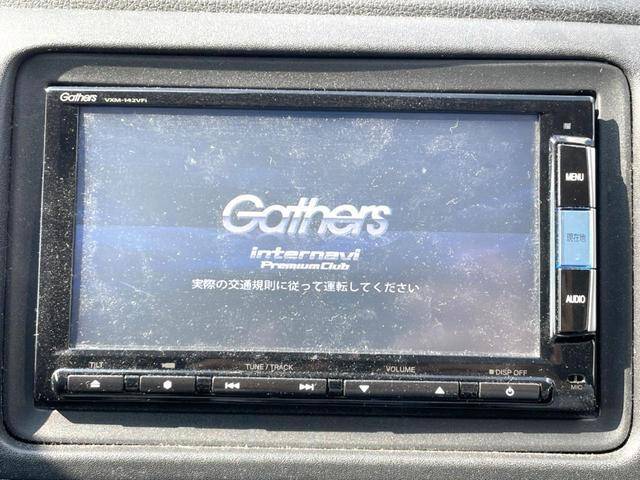 Gathers VXM-142VFi
MENU
Gathers
internavi
Premium Club
現在地
実際の交通規則に従って運転してください
AUDIO
TILT
TUNE / TRACK
VOLUME
DISP OFF
MIC